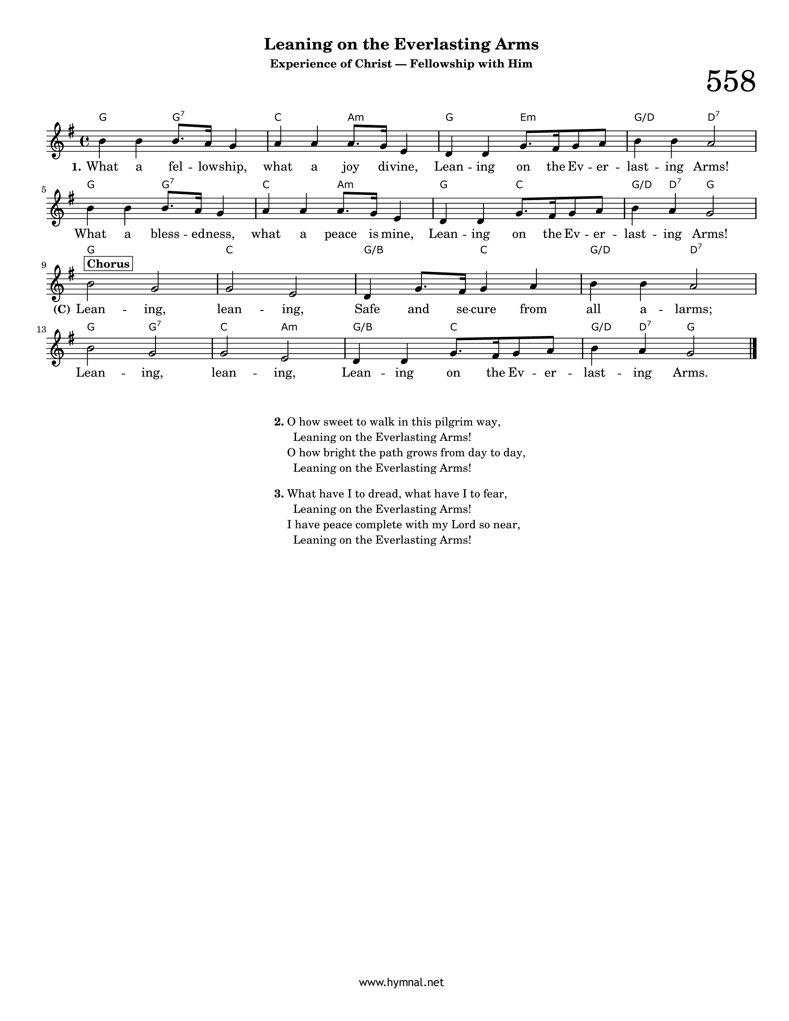 Leaning on the Everlasting Arms
Experience of Christ — Fellowship with Him
558
G G7 C Am G Em G/D D7
1. What a fel - lowship, what a joy divine, Lean - ing on the Ev - er - last - ing Arms!
5
G G7 C Am G C G/D D7 G
What a bless - edness, what a peace is mine, Lean - ing on the Ev - er - last - ing Arms!
G C G/B C G/D D7
9
Chorus
(C) Lean - ing, lean - ing, Safe and se-cure from all a - larms;
13
G G7 C Am G/B C G/D D7 G
Lean - ing, lean - ing, Lean - ing on the Ev - er - last - ing Arms.
2. O how sweet to walk in this pilgrim way,
Leaning on the Everlasting Arms!
O how bright the path grows from day to day,
Leaning on the Everlasting Arms!
3. What have I to dread, what have I to fear,
Leaning on the Everlasting Arms!
I have peace complete with my Lord so near,
Leaning on the Everlasting Arms!
www.hymnal.net